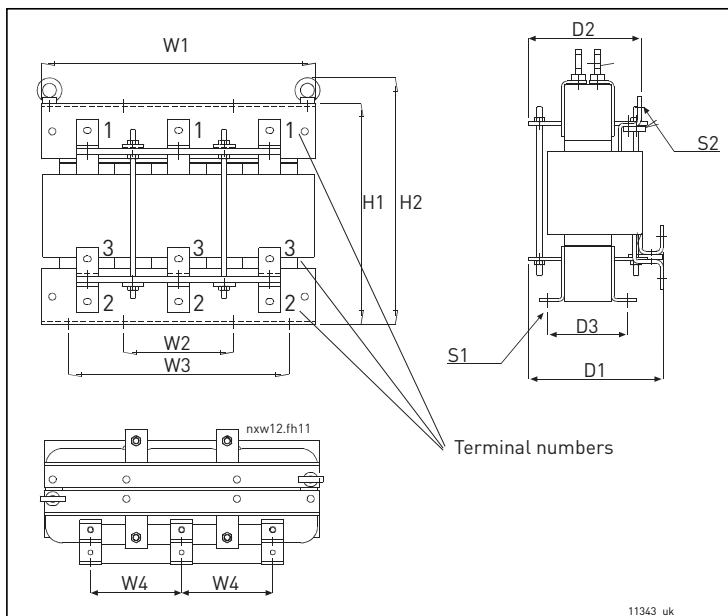 W1
D2
1 1 1
S2
H1
H2
3 3 3
2 2 2
W2
W3
D3
S1
D1
nxw12.fh11
Terminal numbers
W4 W4
11343_uk